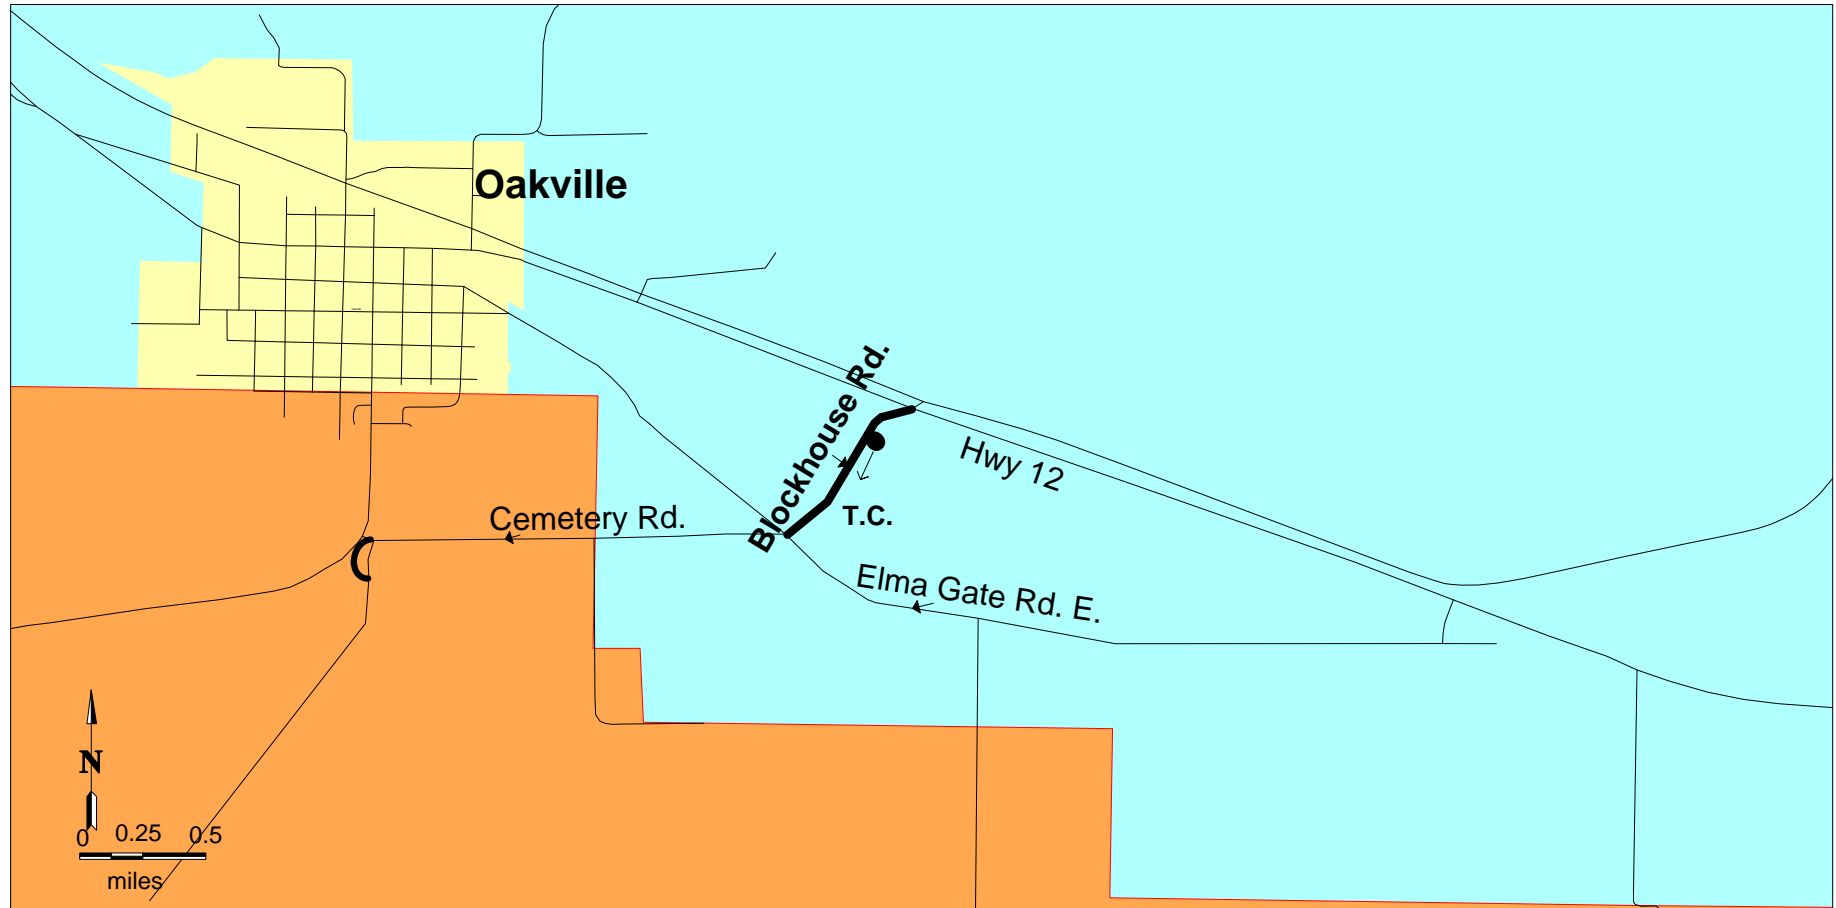 Oakville
Blockhouse Rd.
Hwy 12
T.C.
Cemetery Rd.
Elma Gate Rd. E.
N
0 0.25 0.5
miles